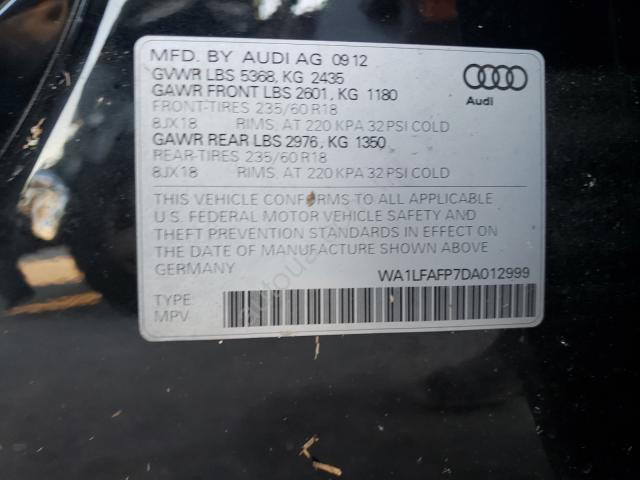 MFD. BY AUDI AG 09 12
GVWR LBS 5368, KG 2435
GAWR FRONT LBS 2601, KG 1180
FRONT-TIRES 235/60 R18
8JX18 RIMS, AT 220 KPA 32 PSI COLD
GAWR REAR LBS 2976, KG 1350
REAR-TIRES 235/60 R18
8JX18 RIMS, AT 220 KPA 32 PSI COLD
Audi
THIS VEHICLE CONFORMS TO ALL APPLICABLE
U.S. FEDERAL MOTOR VEHICLE SAFETY AND
THEFT PREVENTION STANDARDS IN EFFECT ON
THE DATE OF MANUFACTURE SHOWN ABOVE
GERMANY
WA1LFAFP7DA012999
TYPE
MPV